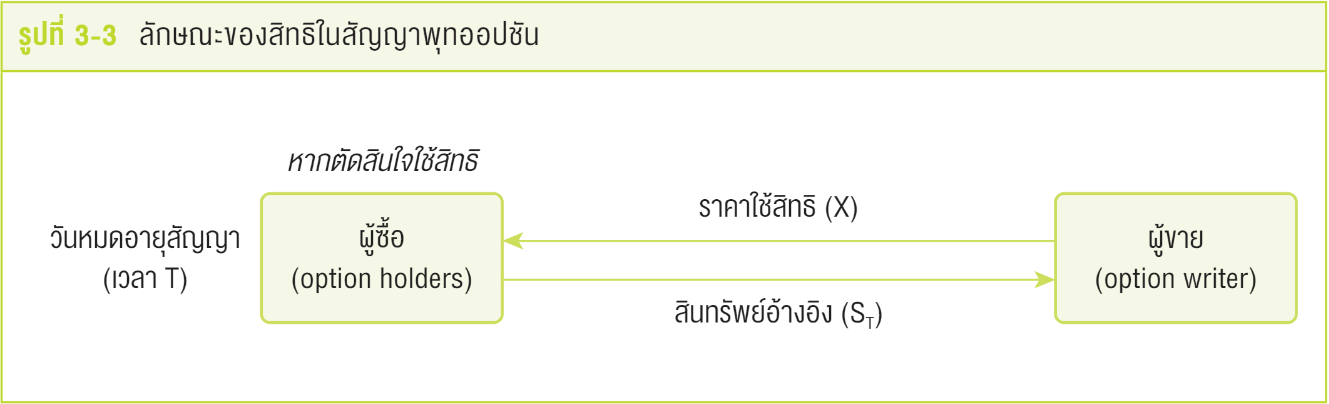 รูปที่ 3-3 ลักษณะของสิทธิในสัญญาพุทออปชัน
หากตัดสินใจใช้สิทธิ
วันหมดอายุสัญญา
(เวลา T)
ผู้ซื้อ
(option holders)
ราคาใช้สิทธิ (X)
สินทรัพย์อ้างอิง (S_T)
ผู้ขาย
(option writer)